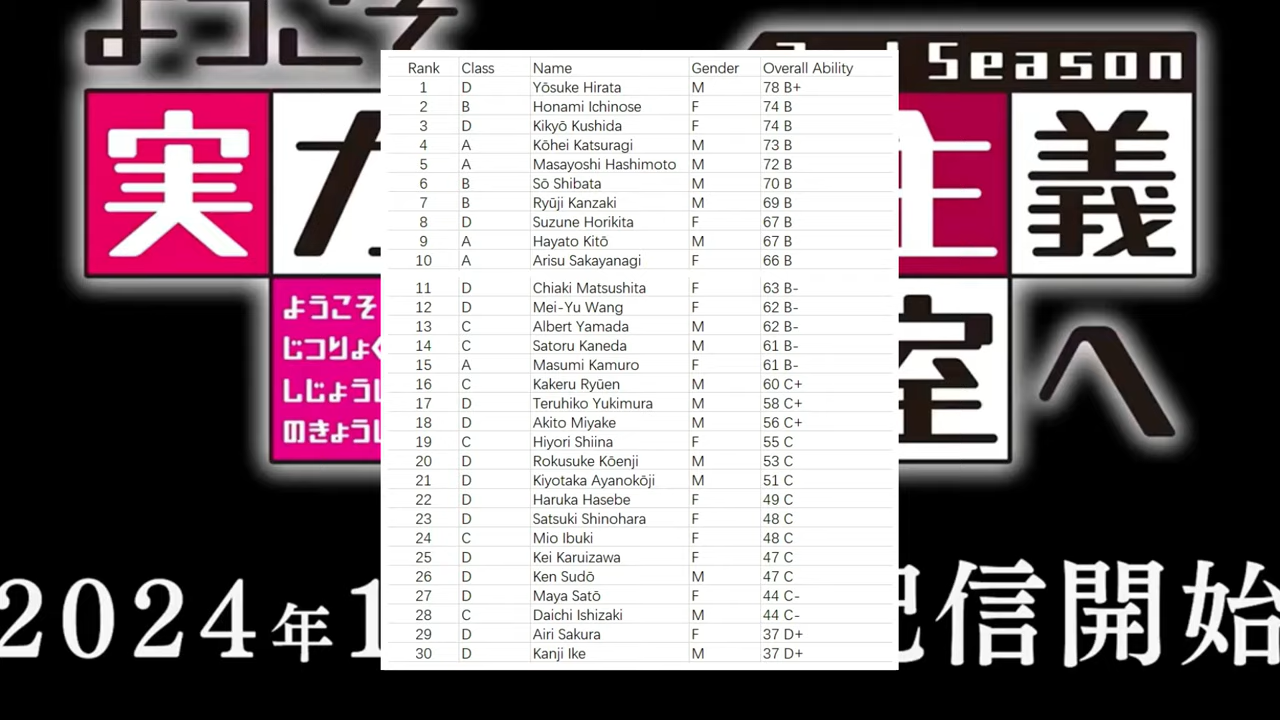 ようこそ
2nd Season
実力 主義
ようこそ
じつりょく
しじょうし
のきょうし
室へ
2024年1 配信開始
Rank Class Name Gender Overall Ability
1 D Yōsuke Hirata M 78 B+
2 B Honami Ichinose F 74 B
3 D Kikyō Kushida F 74 B
4 A Kōhei Katsuragi M 73 B
5 A Masayoshi Hashimoto M 72 B
6 B Sō Shibata M 70 B
7 B Ryūji Kanzaki M 69 B
8 D Suzune Horikita F 67 B
9 A Hayato Kitō M 67 B
10 A Arisu Sakayanagi F 66 B
11 D Chiaki Matsushita F 63 B-
12 D Mei-Yu Wang F 62 B-
13 C Albert Yamada M 62 B-
14 C Satoru Kaneda M 61 B-
15 A Masumi Kamuro F 61 B-
16 C Kakeru Ryūen M 60 C+
17 D Teruhiko Yukimura M 58 C+
18 D Akito Miyake M 56 C+
19 C Hiyori Shiina F 55 C
20 D Rokusuke Kōenji M 53 C
21 D Kiyotaka Ayanokōji M 51 C
22 D Haruka Hasebe F 49 C
23 D Satsuki Shinohara F 48 C
24 C Mio Ibuki F 48 C
25 D Kei Karuizawa F 47 C
26 D Ken Sudō M 47 C
27 D Maya Satō F 44 C-
28 C Daichi Ishizaki M 44 C-
29 D Airi Sakura F 37 D+
30 D Kanji Ike M 37 D+